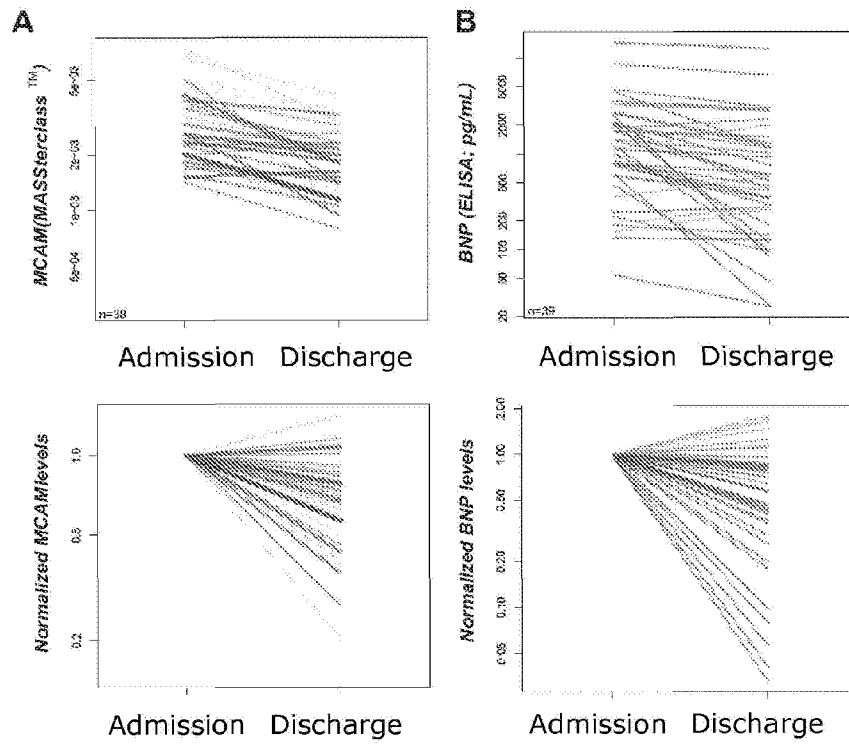 A
MCAM(MASSterclass TM)
5e-03
2e-03
1e-03
5e-04
n=38
Admission Discharge
B
BNP (ELISA; pg/mL)
5000
2000
500
200
100
50
20
n=39
Admission Discharge
Normalized MCAM levels
1.0
0.5
0.2
Admission Discharge
Normalized BNP levels
2.00
1.00
0.50
0.20
0.10
0.05
Admission Discharge